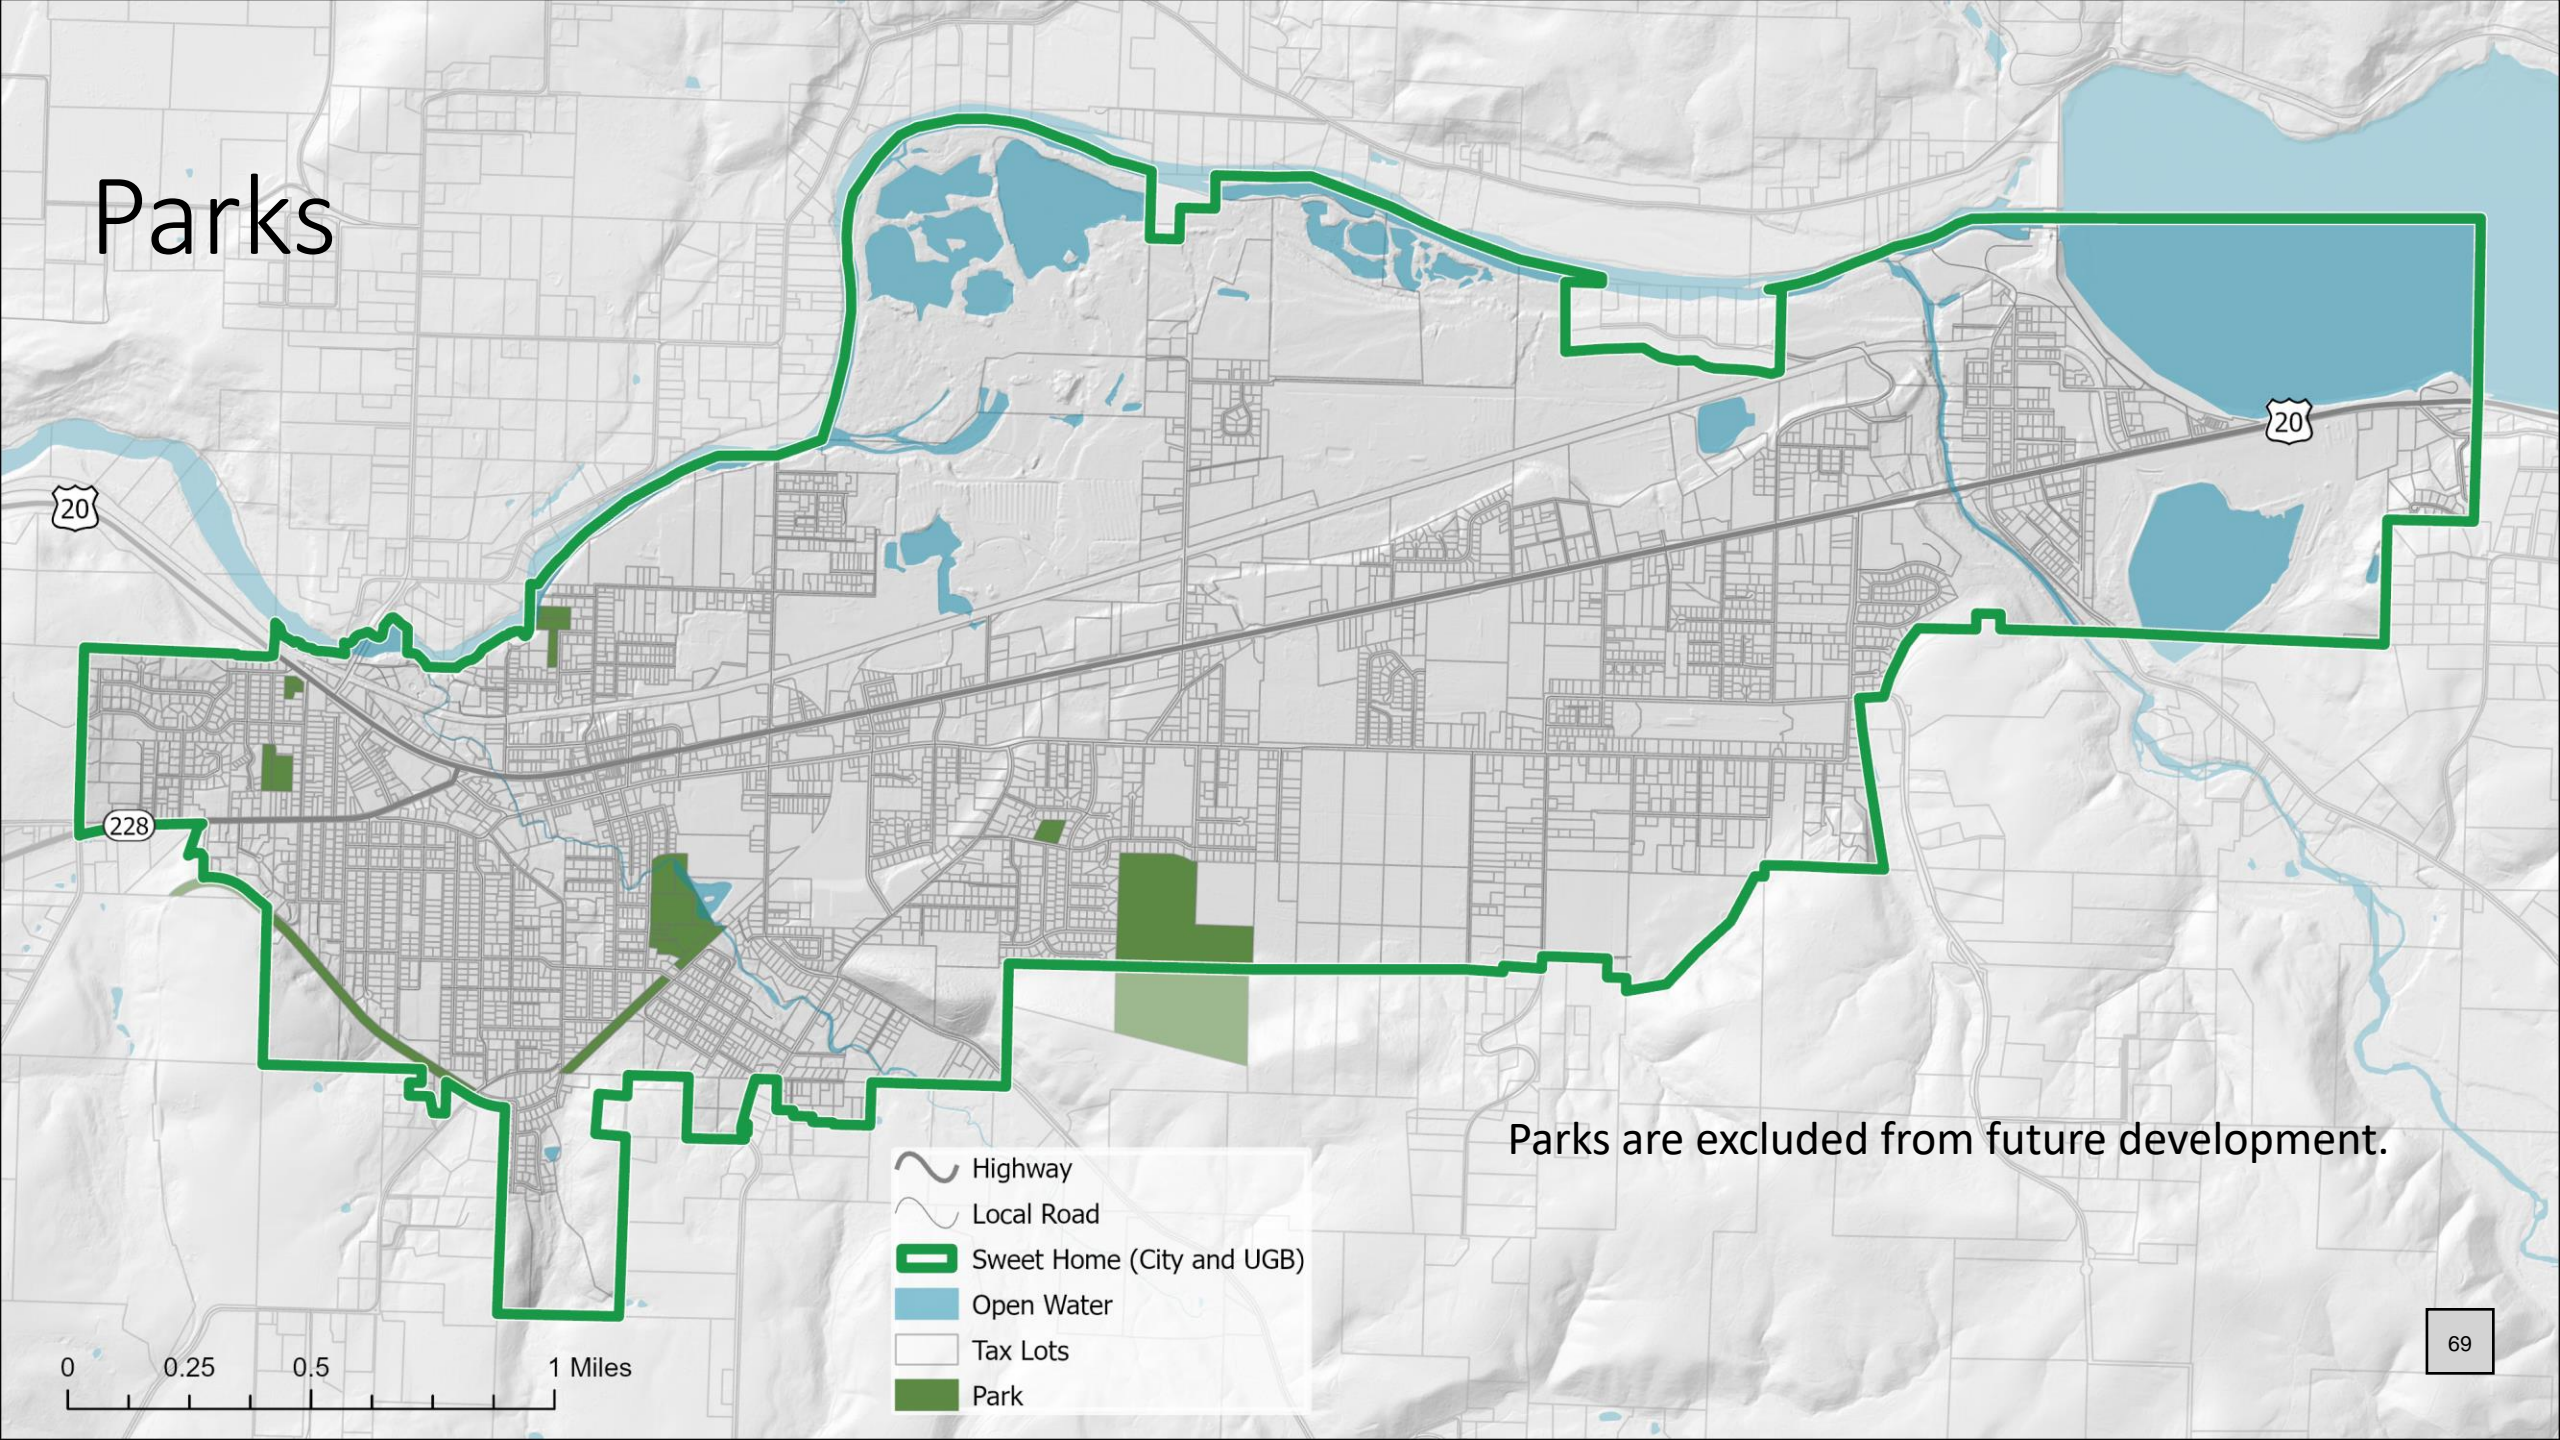 Parks
20
20
228
Parks are excluded from future development.
Highway
Local Road
Sweet Home (City and UGB)
Open Water
Tax Lots
Park
0 0.25 0.5 1 Miles
69